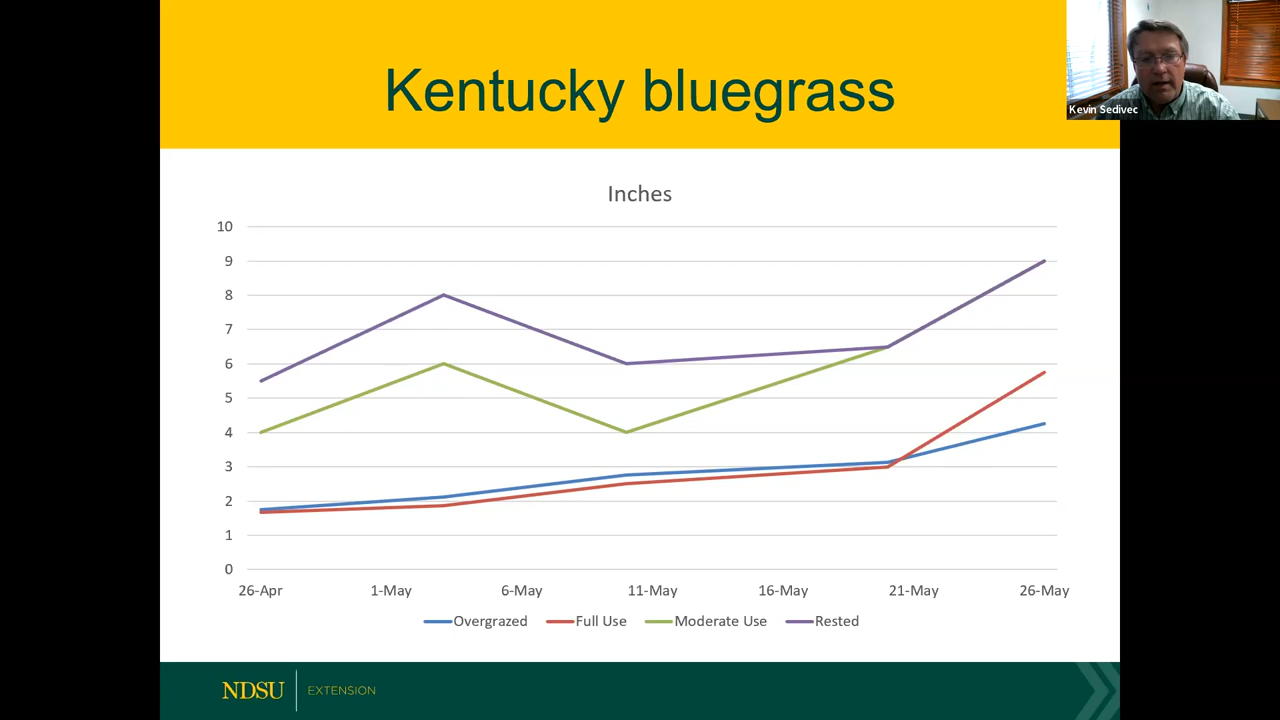 Kentucky bluegrass
Kevin Sedivec
Inches
10
9
8
7
6
5
4
3
2
1
0
26-Apr 1-May 6-May 11-May 16-May 21-May 26-May
Overgrazed Full Use Moderate Use Rested
NDSU EXTENSION